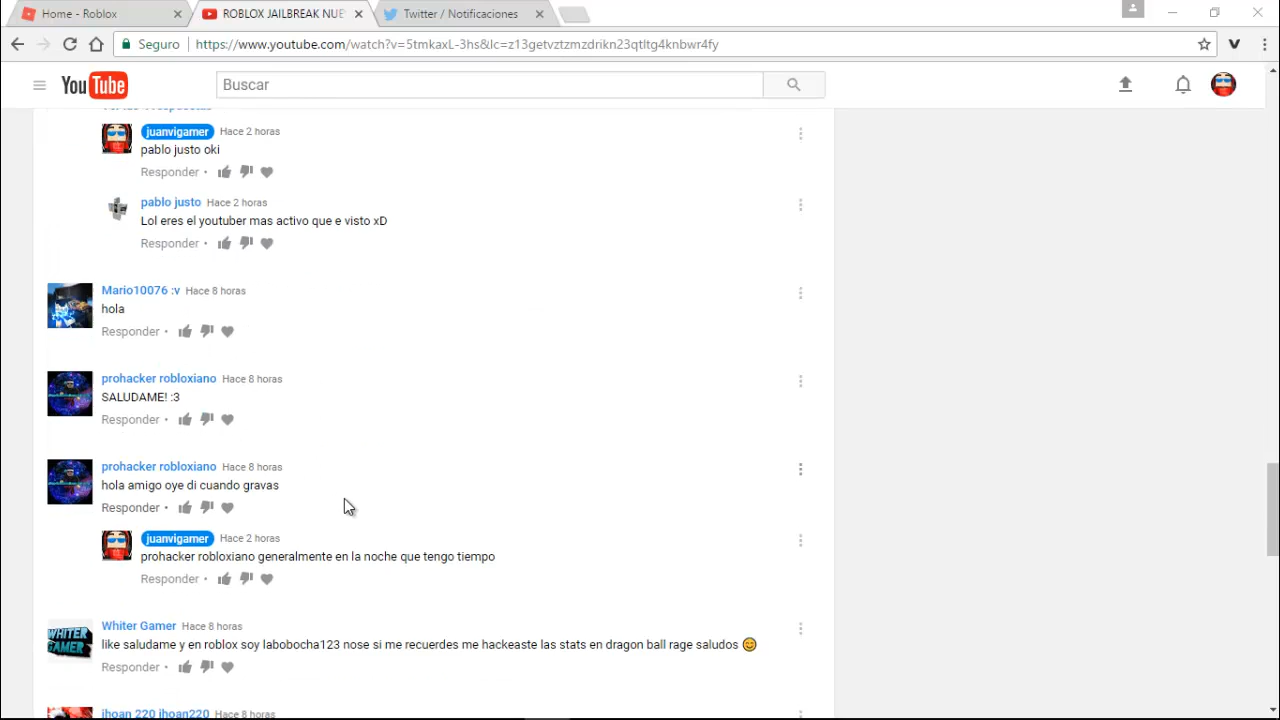 Home - Roblox
ROBLOX JAILBREAK NUE
Twitter / Notificaciones
Seguro
https://www.youtube.com/watch?v=5tmkaxL-3hs&lc=z13getvztzmzdrikn23qtltg4knbwr4fy
YouTube
Buscar
juanvigamer Hace 2 horas
pablo justo oki
Responder •
pablo justo Hace 2 horas
Lol eres el youtuber mas activo que e visto xD
Responder •
Mario10076 :v Hace 8 horas
hola
Responder •
prohacker robloxiano Hace 8 horas
SALUDAME! :3
Responder •
prohacker robloxiano Hace 8 horas
hola amigo oye di cuando gravas
Responder •
juanvigamer Hace 2 horas
prohacker robloxiano generalmente en la noche que tengo tiempo
Responder •
WHITER GAMER
Whiter Gamer Hace 8 horas
like saludame y en roblox soy labobocha123 nose si me recuerdes me hackeaste las stats en dragon ball rage saludos 😊
Responder •
jhoan 220 jhoan220 Hace 8 horas